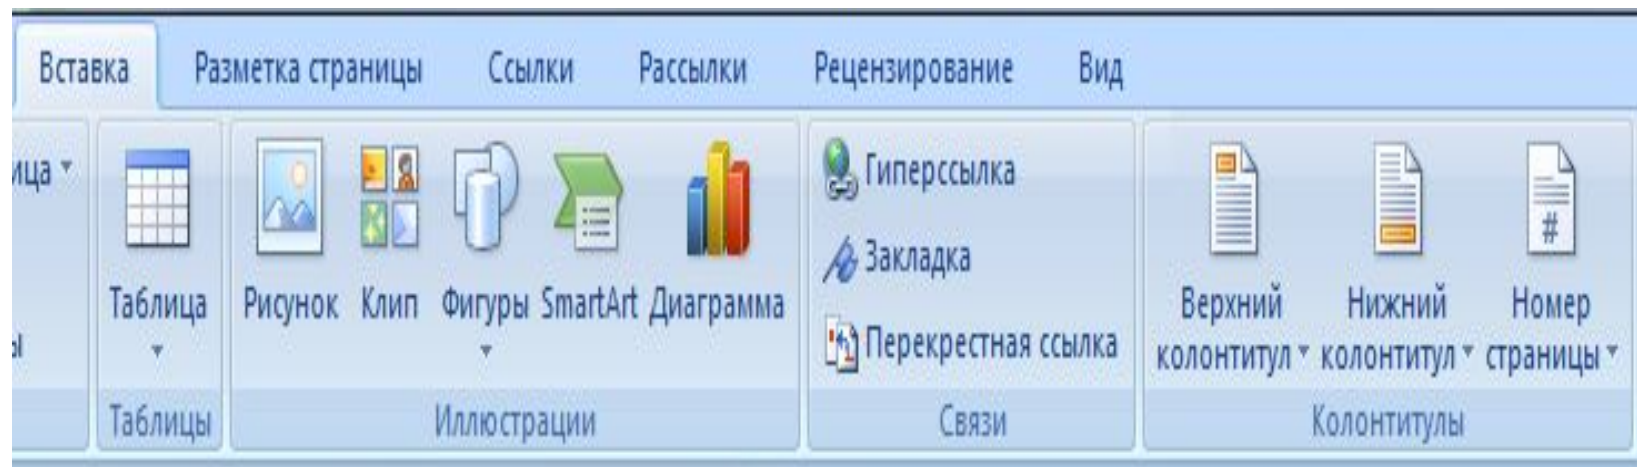 Вставка Разметка страницы Ссылки Рассылки Рецензирование Вид
ица
ы
Таблица
Таблицы
Рисунок Клип Фигуры SmartArt Диаграмма
Иллюстрации
Гиперссылка
Закладка
Перекрестная ссылка
Связи
Верхний колонтитул
Нижний колонтитул
#
Номер страницы
Колонтитулы